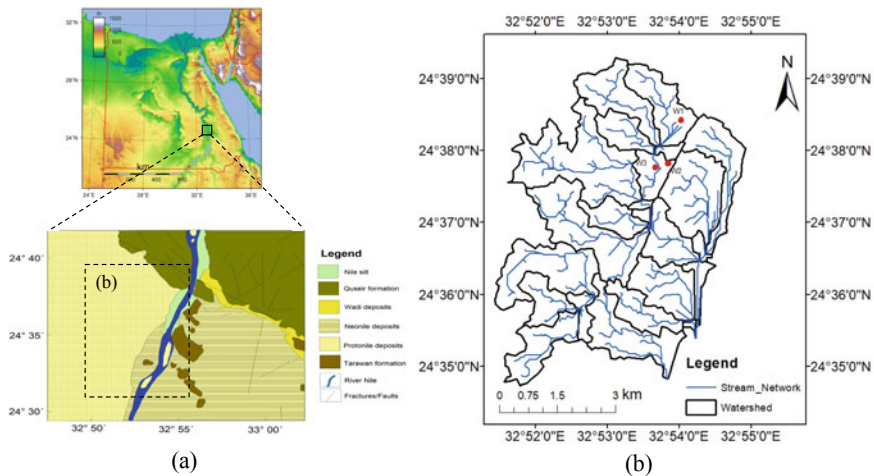 m
1500
1000
500
0
32°N
28°N
24°N
km
24°E
28°E
32°E
36°E
24° 40'
24° 35'
24° 30'
32° 50'
32° 55'
33° 00'
(b)
Legend
Nile silt
Quseir formation
Wadi deposits
Neonile deposits
Protonile deposits
Tarawan formation
River Nile
Fractures/Faults
(a)
32°52'0"E 32°53'0"E 32°54'0"E 32°55'0"E
24°39'0"N 24°39'0"N
24°38'0"N 24°38'0"N
24°37'0"N 24°37'0"N
24°36'0"N 24°36'0"N
24°35'0"N 24°35'0"N
N
W1
W3
W2
Legend
Stream_Network
Watershed
0 0.75 1.5 3 km
32°52'0"E 32°53'0"E 32°54'0"E 32°55'0"E
(b)